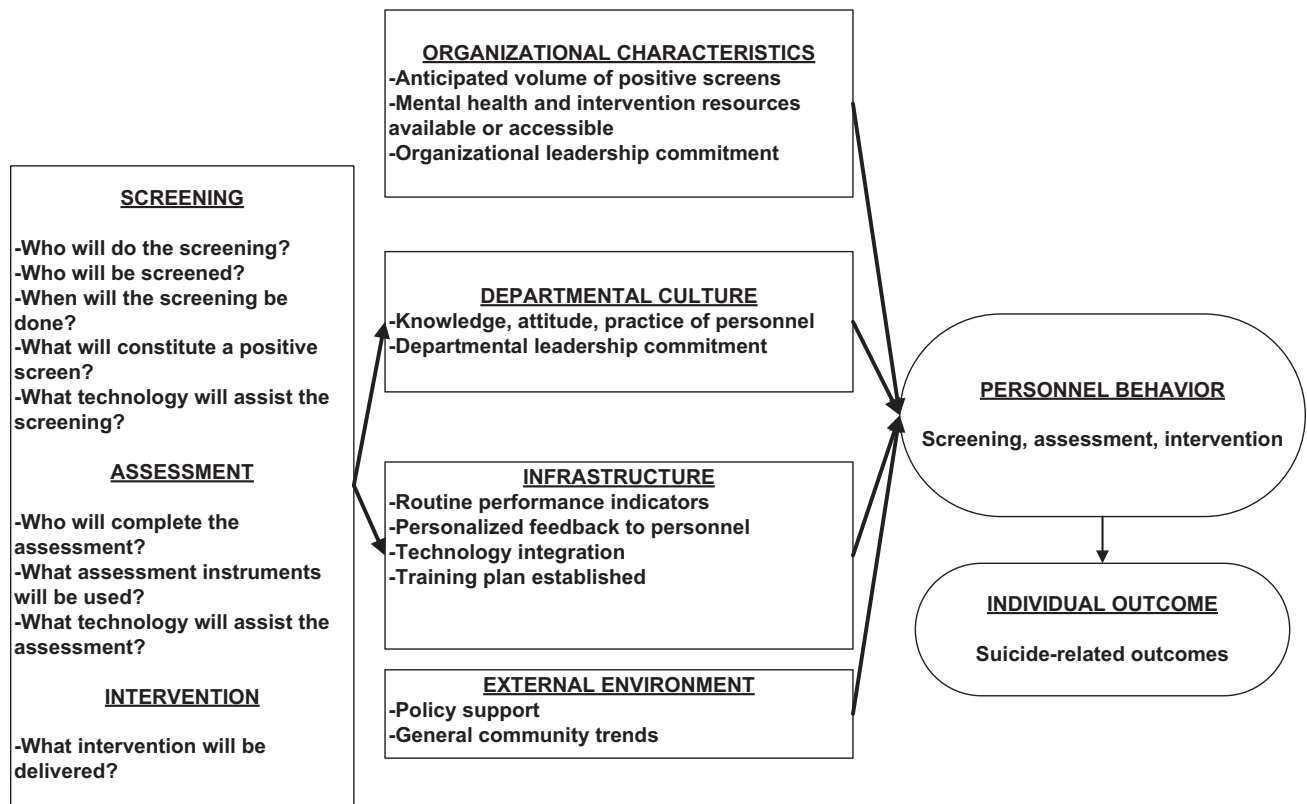 SCREENING
-Who will do the screening?
-Who will be screened?
-When will the screening be
done?
-What will constitute a positive
screen?
-What technology will assist the
screening?
ASSESSMENT
-Who will complete the
assessment?
-What assessment instruments
will be used?
-What technology will assist the
assessment?
INTERVENTION
-What intervention will be
delivered?
ORGANIZATIONAL CHARACTERISTICS
-Anticipated volume of positive screens
-Mental health and intervention resources
available or accessible
-Organizational leadership commitment
DEPARTMENTAL CULTURE
-Knowledge, attitude, practice of personnel
-Departmental leadership commitment
INFRASTRUCTURE
-Routine performance indicators
-Personalized feedback to personnel
-Technology integration
-Training plan established
EXTERNAL ENVIRONMENT
-Policy support
-General community trends
PERSONNEL BEHAVIOR
Screening, assessment, intervention
INDIVIDUAL OUTCOME
Suicide-related outcomes